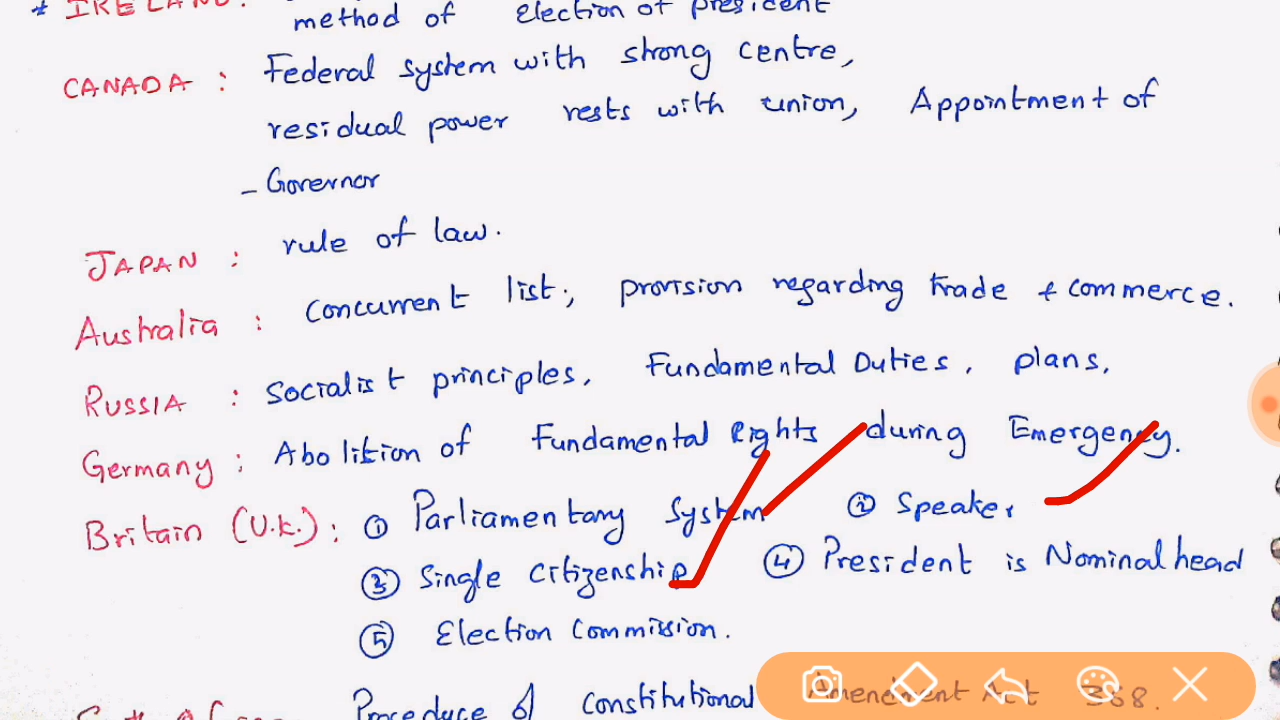 * IRELAND: method of Election of president
CANADA : Federal system with strong centre,
residual power rests with union, Appointment of
- Governor
JAPAN : rule of law.
Australia : concurrent list; provision regarding trade & commerce.
RUSSIA : Socialist principles, Fundamental Duties, plans,
Germany : Abolition of Fundamental Rights during Emergency.
Britain (U.K.) : ① Parliamentary System ② Speaker
③ Single Citizenship ④ President is Nominal head
⑤ Election Commission.
Proceduce of constitutional Amendment Act 368.